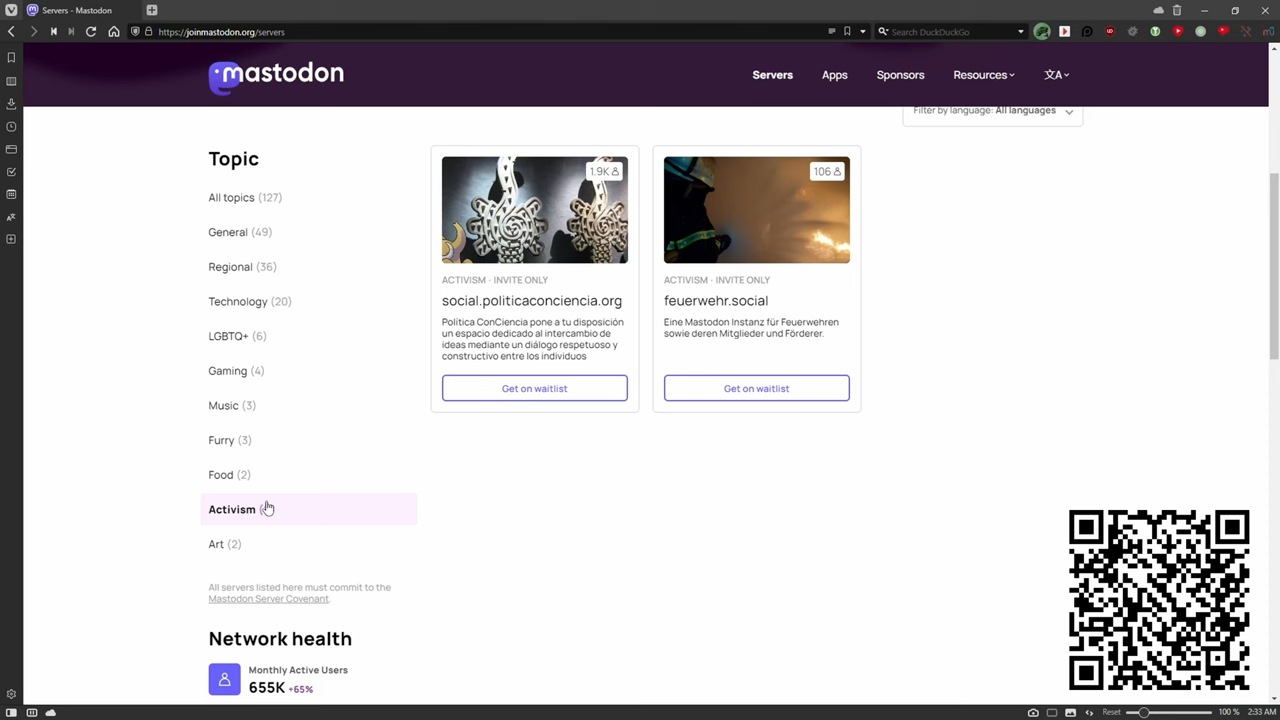 Servers - Mastodon
https://joinmastodon.org/servers
Search DuckDuckGo
mastodon
Servers
Apps
Sponsors
Resources
文A
Filter by language: All languages
Topic
All topics (127)
General (49)
Regional (36)
Technology (20)
LGBTQ+ (6)
Gaming (4)
Music (3)
Furry (3)
Food (2)
Activism
Art (2)
All servers listed here must commit to the
Mastodon Server Covenant.
Network health
Monthly Active Users
655K +65%
1.9K
ACTIVISM · INVITE ONLY
social.politicaconciencia.org
Política ConCiencia pone a tu disposición
un espacio dedicado al intercambio de
ideas mediante un diálogo respetuoso y
constructivo entre los individuos
Get on waitlist
106
ACTIVISM · INVITE ONLY
feuerwehr.social
Eine Mastodon Instanz für Feuerwehren
sowie deren Mitglieder und Förderer.
Get on waitlist
Reset
100 %
2:33 AM